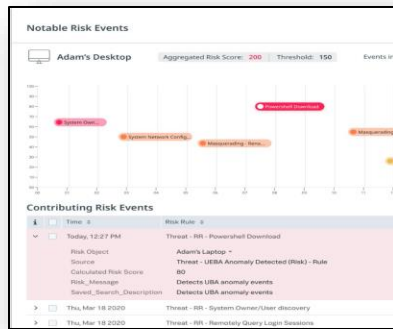 Notable Risk Events
Adam's Desktop Aggregated Risk Score: 200 Threshold: 150 Events in
System Own...
System Network Config...
Masquerading - Rena...
Powershell Download
Masquerading
Contributing Risk Events
i Time Risk Rule
Today, 12:27 PM Threat - RR - Powershell Download
Risk Object Adam's Laptop
Source Threat - UEBA Anomaly Detected (Risk) - Rule
Calculated Risk Score 80
Risk_Message Detects UBA anomaly events
Saved_Search_Description Detects UBA anomaly events
Thu, Mar 18 2020 Threat - RR - System Owner/User discovery
Thu, Mar 18 2020 Threat - RR - Remotely Query Login Sessions